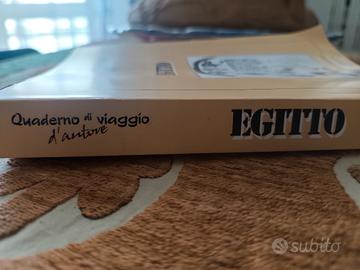 Quaderno di viaggio
d'autore
EGITTO
subito